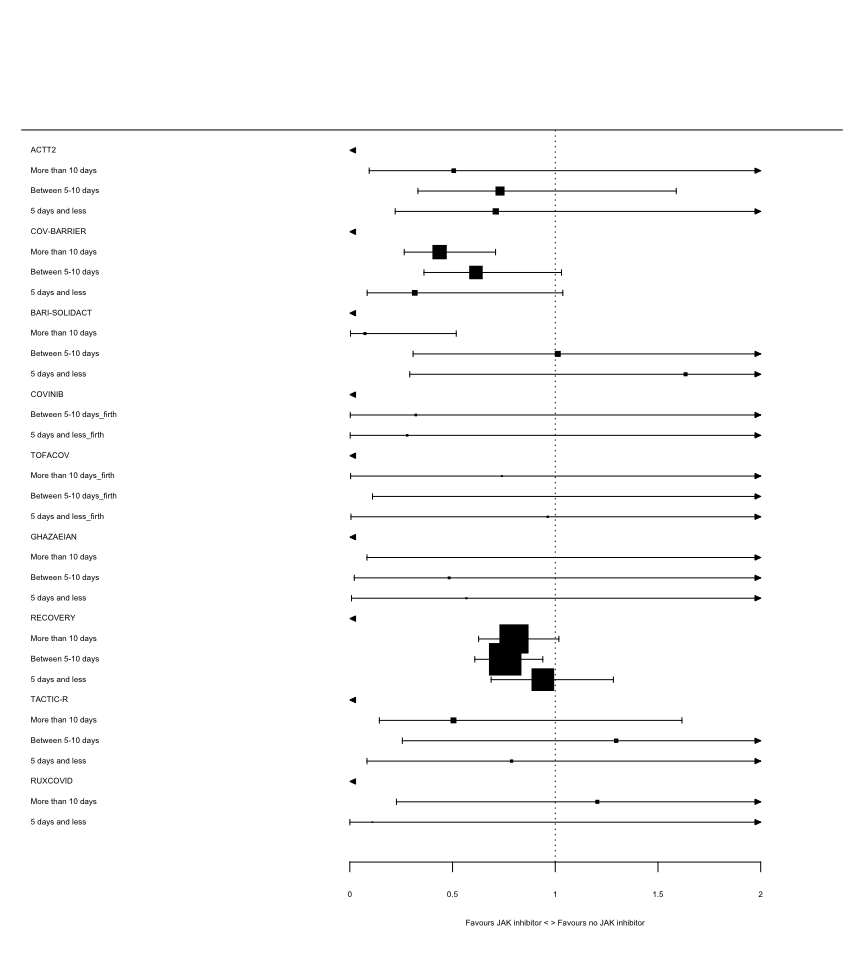 ACTT2
More than 10 days
Between 5-10 days
5 days and less
COV-BARRIER
More than 10 days
Between 5-10 days
5 days and less
BARI-SOLIDACT
More than 10 days
Between 5-10 days
5 days and less
COVINIB
Between 5-10 days_firth
5 days and less_firth
TOFACOV
More than 10 days_firth
Between 5-10 days_firth
5 days and less_firth
GHAZAEIAN
More than 10 days
Between 5-10 days
5 days and less
RECOVERY
More than 10 days
Between 5-10 days
5 days and less
TACTIC-R
More than 10 days
Between 5-10 days
5 days and less
RUXCOVID
More than 10 days
5 days and less
0 0.5 1 1.5 2
Favours JAK inhibitor < > Favours no JAK inhibitor